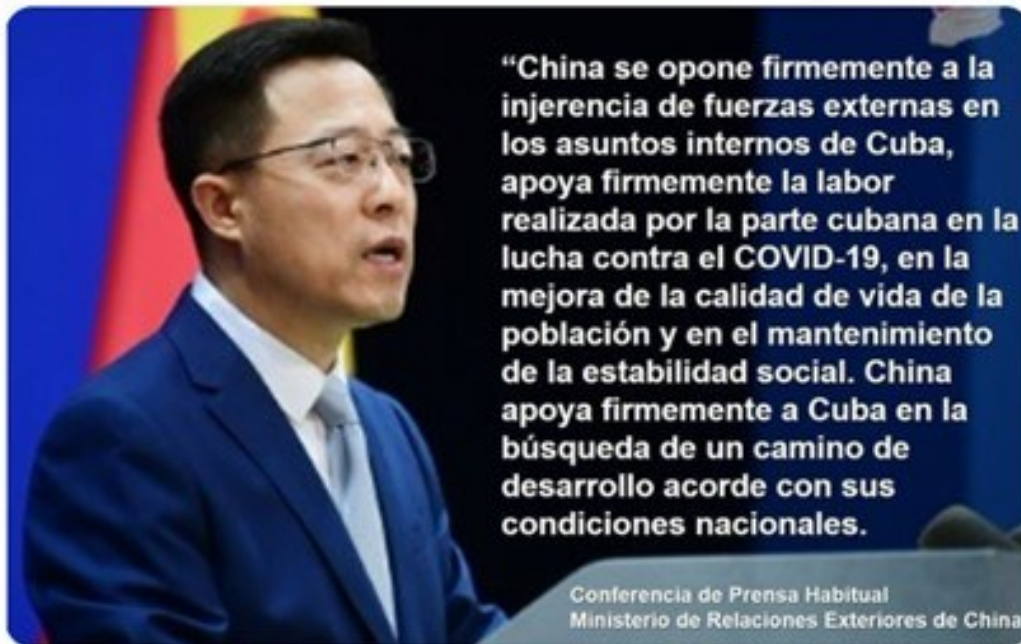 “China se opone firmemente a la
injerencia de fuerzas externas en
los asuntos internos de Cuba,
apoya firmemente la labor
realizada por la parte cubana en la
lucha contra el COVID-19, en la
mejora de la calidad de vida de la
población y en el mantenimiento
de la estabilidad social. China
apoya firmemente a Cuba en la
búsqueda de un camino de
desarrollo acorde con sus
condiciones nacionales.
Conferencia de Prensa Habitual
Ministerio de Relaciones Exteriores de China